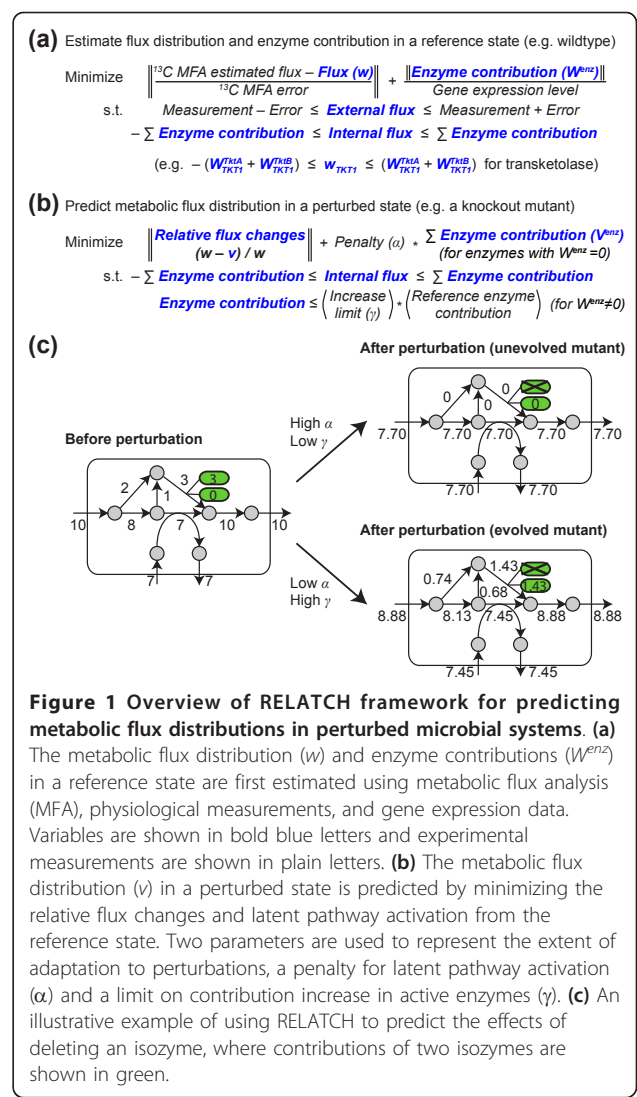 (a) Estimate flux distribution and enzyme contribution in a reference state (e.g. wildtype)
Minimize ‖ ¹³C MFA estimated flux – Flux (w) / ¹³C MFA error ‖ + ‖Enzyme contribution (Wᵉⁿᶻ)‖ / Gene expression level
s.t. Measurement – Error ≤ External flux ≤ Measurement + Error
– ∑ Enzyme contribution ≤ Internal flux ≤ ∑ Enzyme contribution
(e.g. – (W^TktA_TKT1 + W^TktB_TKT1) ≤ w_TKT1 ≤ (W^TktA_TKT1 + W^TktB_TKT1) for transketolase)
(b) Predict metabolic flux distribution in a perturbed state (e.g. a knockout mutant)
Minimize ‖ Relative flux changes (w – v) / w ‖ + Penalty (α) * ∑ Enzyme contribution (Vᵉⁿᶻ) (for enzymes with Wᵉⁿᶻ =0)
s.t. – ∑ Enzyme contribution ≤ Internal flux ≤ ∑ Enzyme contribution
Enzyme contribution ≤ (Increase limit (γ)) * (Reference enzyme contribution) (for Wᵉⁿᶻ≠0)
(c)
After perturbation (unevolved mutant)
0 0 0 0
7.70 7.70 7.70 7.70 7.70
7.70 7.70
High α
Low γ
Before perturbation
2 3 3 0
1
10 8 7 10 10
7 7
Low α
High γ
After perturbation (evolved mutant)
0.74 1.43 1.43
0.68
8.88 8.13 7.45 8.88 8.88
7.45 7.45
Figure 1 Overview of RELATCH framework for predicting
metabolic flux distributions in perturbed microbial systems. (a)
The metabolic flux distribution (w) and enzyme contributions (Wᵉⁿᶻ)
in a reference state are first estimated using metabolic flux analysis
(MFA), physiological measurements, and gene expression data.
Variables are shown in bold blue letters and experimental
measurements are shown in plain letters. (b) The metabolic flux
distribution (v) in a perturbed state is predicted by minimizing the
relative flux changes and latent pathway activation from the
reference state. Two parameters are used to represent the extent of
adaptation to perturbations, a penalty for latent pathway activation
(α) and a limit on contribution increase in active enzymes (γ). (c) An
illustrative example of using RELATCH to predict the effects of
deleting an isozyme, where contributions of two isozymes are
shown in green.